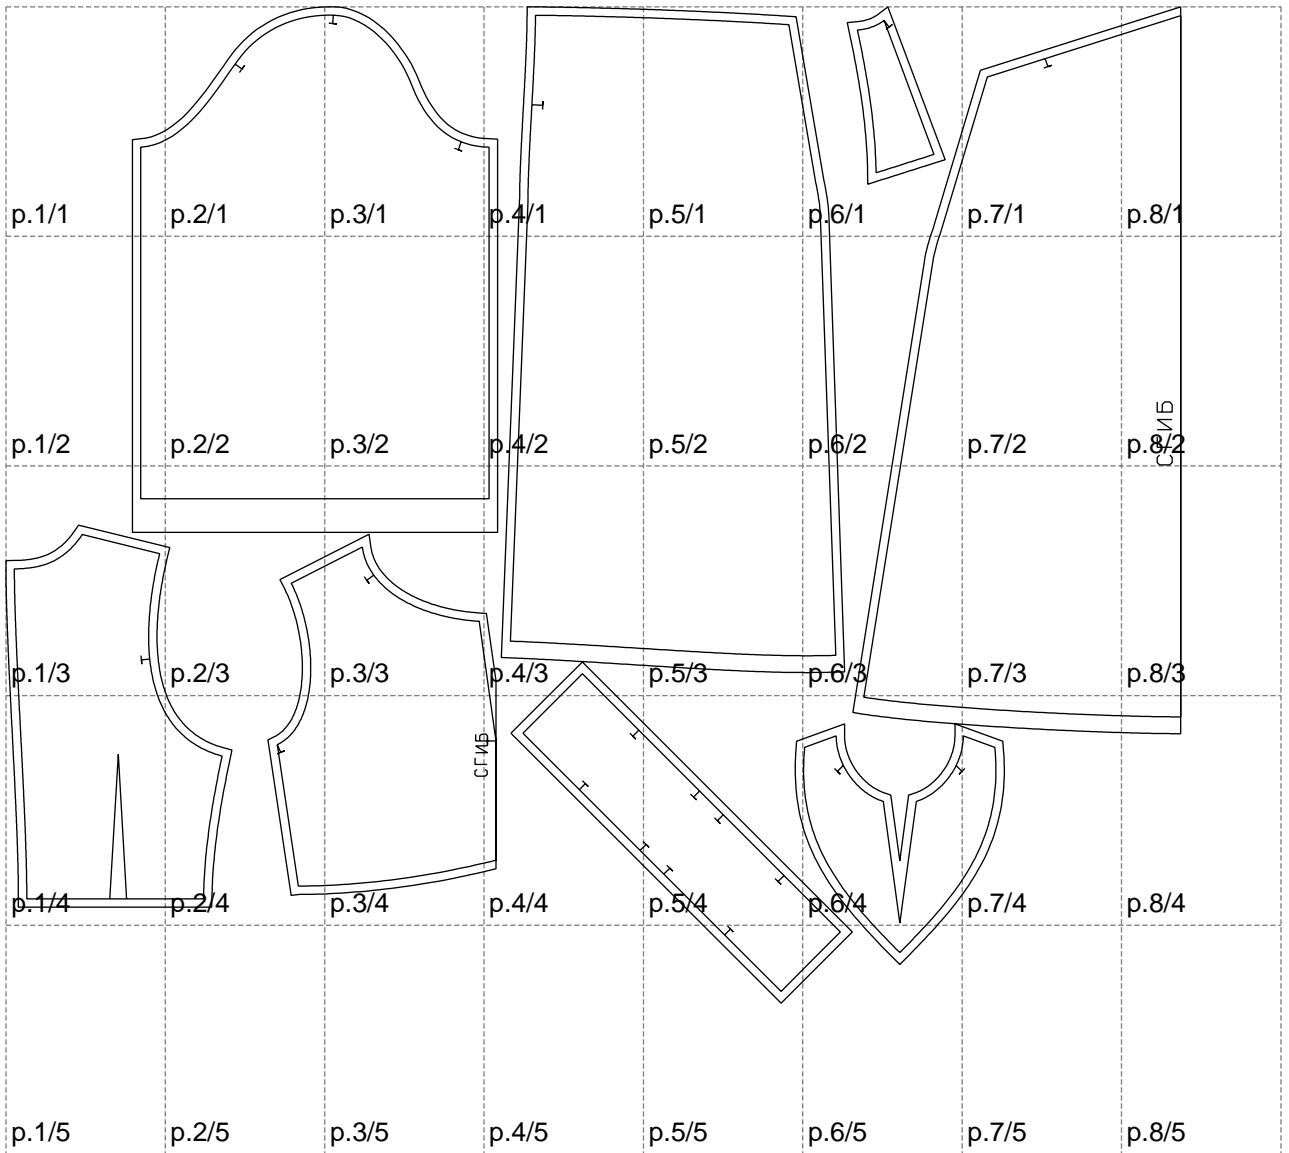 p.1/1 p.2/1 p.3/1 p.4/1 p.5/1 p.6/1 p.7/1 p.8/1
p.1/2 p.2/2 p.3/2 p.4/2 p.5/2 p.6/2 p.7/2 p.8/2
СГИБ
p.1/3 p.2/3 p.3/3 p.4/3 p.5/3 p.6/3 p.7/3 p.8/3
СГИБ
p.1/4 p.2/4 p.3/4 p.4/4 p.5/4 p.6/4 p.7/4 p.8/4
p.1/5 p.2/5 p.3/5 p.4/5 p.5/5 p.6/5 p.7/5 p.8/5